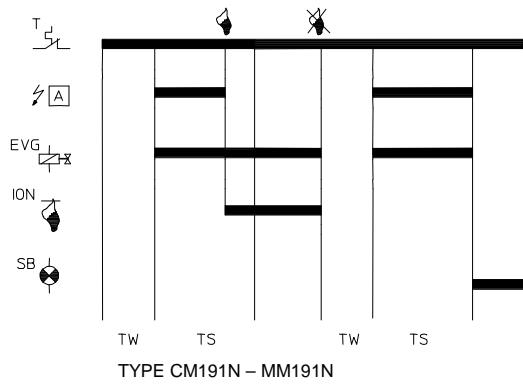 T
A
EVG
ION
SB
TW TS TW TS
TYPE CM191N – MM191N